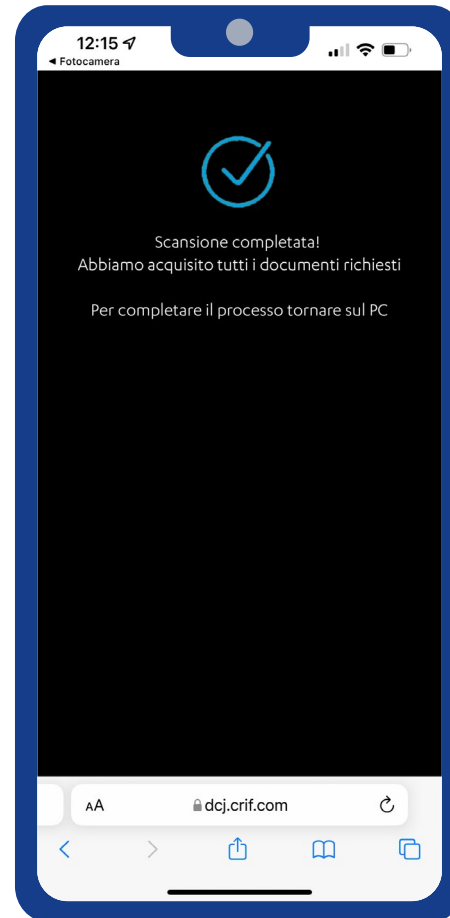 12:15
◀ Fotocamera
Scansione completata!
Abbiamo acquisito tutti i documenti richiesti
Per completare il processo tornare sul PC
AA
dcj.crif.com